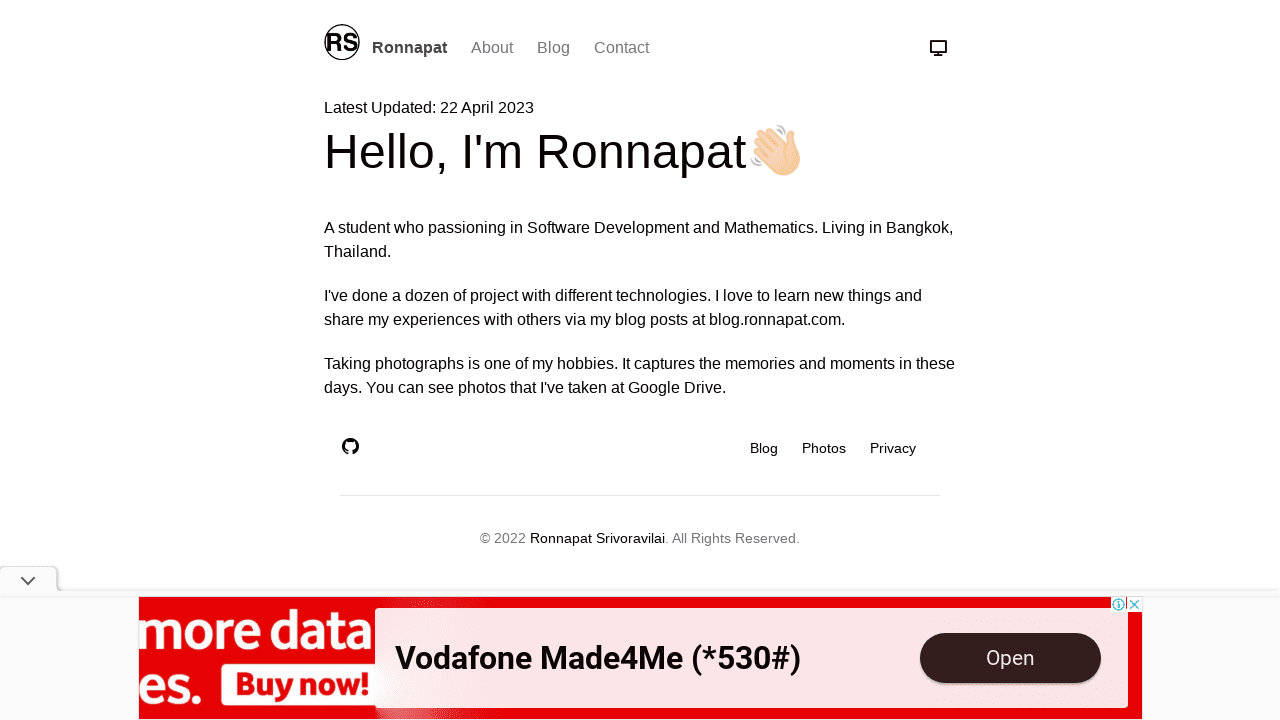 RS Ronnapat About Blog Contact
Latest Updated: 22 April 2023
Hello, I'm Ronnapat👋🏻
A student who passioning in Software Development and Mathematics. Living in Bangkok,
Thailand.
I've done a dozen of project with different technologies. I love to learn new things and
share my experiences with others via my blog posts at blog.ronnapat.com.
Taking photographs is one of my hobbies. It captures the memories and moments in these
days. You can see photos that I've taken at Google Drive.
Blog Photos Privacy
© 2022 Ronnapat Srivoravilai. All Rights Reserved.
more data
es. Buy now!
Vodafone Made4Me (*530#)
Open